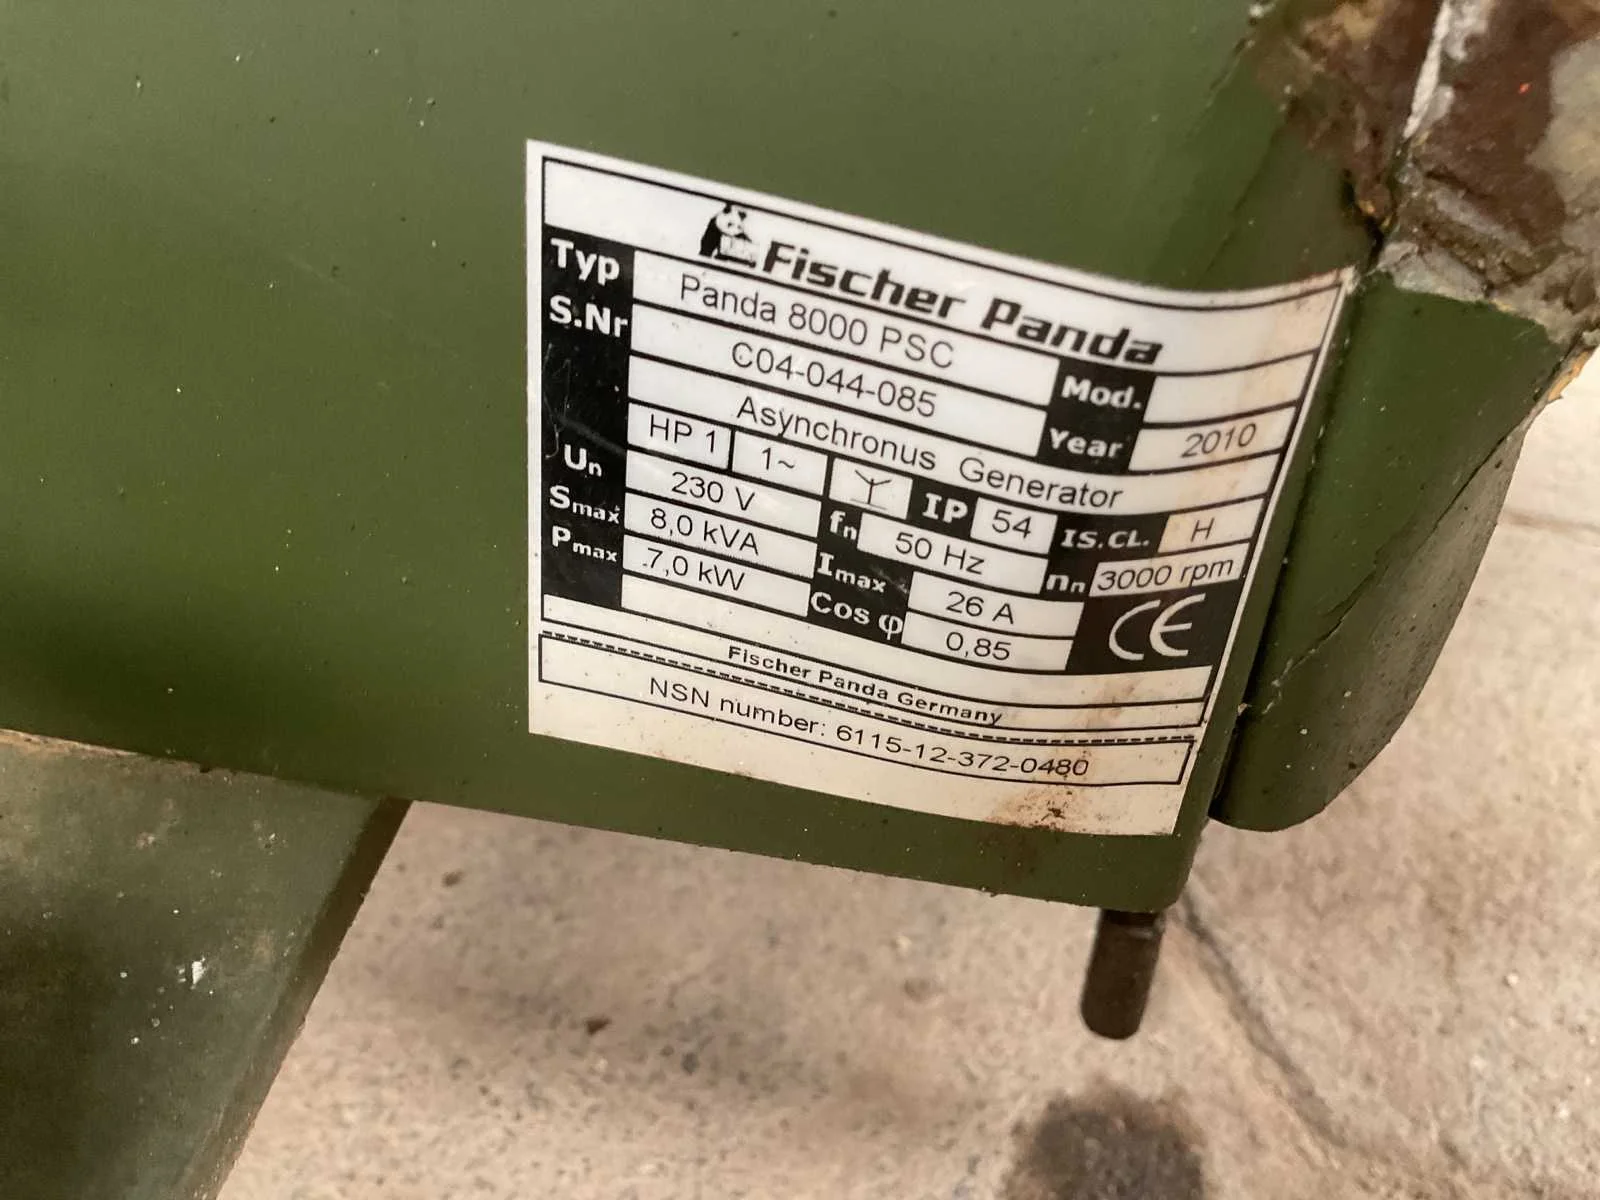 Fischer Panda
Typ Panda 8000 PSC Mod.
S.Nr C04-044-085 Year 2010
Asynchronus Generator
HP 1 1~ IP 54 IS.CL. H
Un 230 V fn 50 Hz nn 3000 rpm
Smax 8,0 kVA Imax 26 A
Pmax 7,0 kW Cos φ 0,85 CE
Fischer Panda Germany
NSN number: 6115-12-372-0480